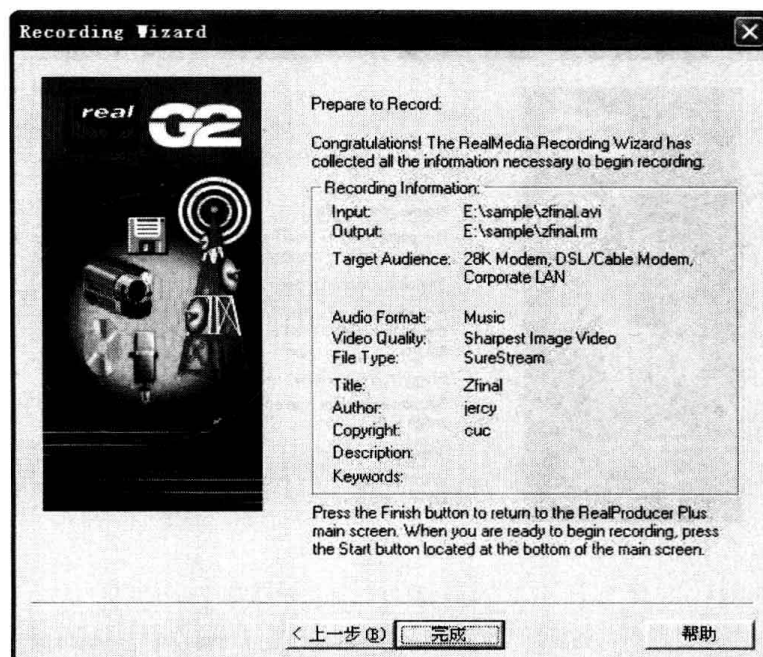 Recording Wizard
real G2
Prepare to Record:
Congratulations! The RealMedia Recording Wizard has
collected all the information necessary to begin recording.
Recording Information:
Input: E:\sample\zfinal.avi
Output: E:\sample\zfinal.rm
Target Audience: 28K Modem, DSL/Cable Modem,
Corporate LAN
Audio Format: Music
Video Quality: Sharpest Image Video
File Type: SureStream
Title: Zfinal
Author: jercy
Copyright: cuc
Description:
Keywords:
Press the Finish button to return to the RealProducer Plus
main screen. When you are ready to begin recording, press
the Start button located at the bottom of the main screen.
< 上一步(B) 完成 帮助